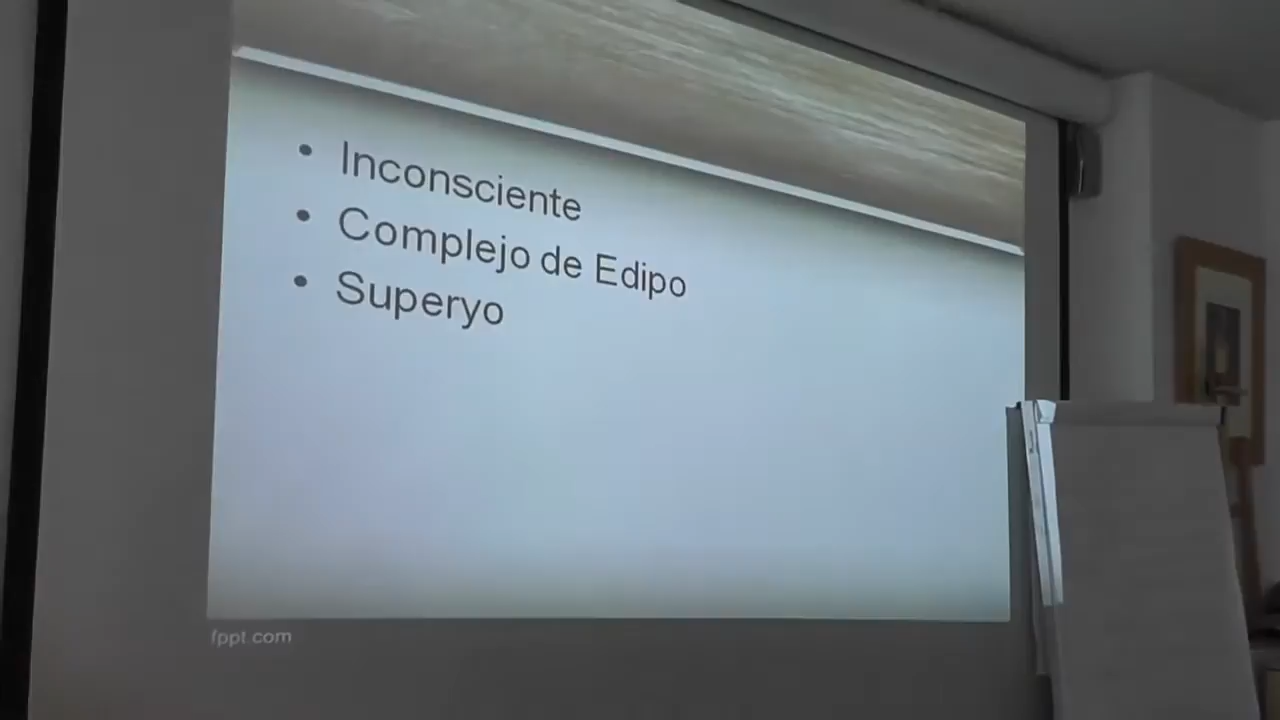 • Inconsciente
• Complejo de Edipo
• Superyo
fppt.com